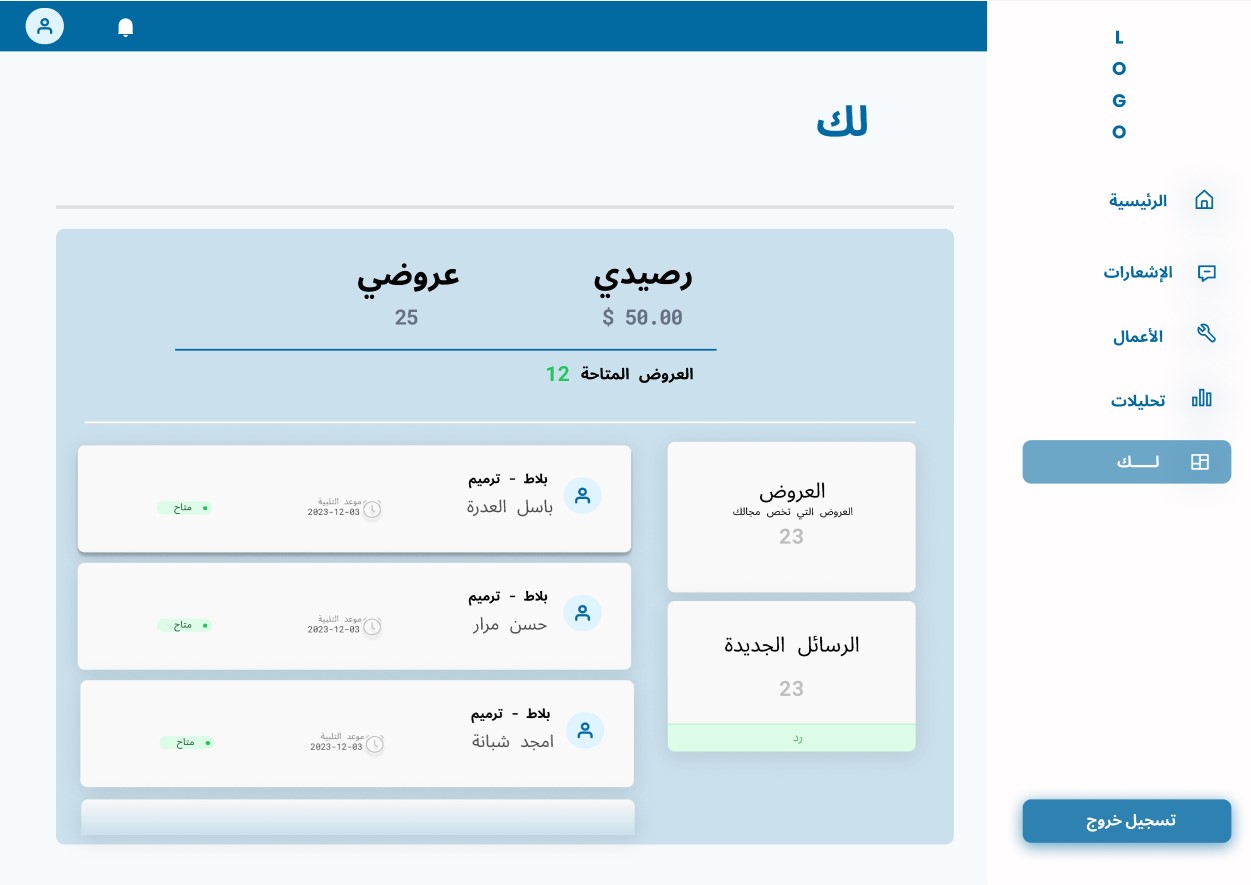 L
O
G
O
الرئيسية
الإشعارات
الأعمال
تحليلات
لــــك
تسجيل خروج
لك
رصيدي
$ 50.00
عروضي
25
العروض المتاحة 12
العروض
العروض التي تخص مجالك
23
الرسائل الجديدة
23
رد
بلاط - ترميم
باسل العدرة
موعد التلبية
2023-12-03
متاح
بلاط - ترميم
حسن مرار
موعد التلبية
2023-12-03
متاح
بلاط - ترميم
امجد شبانة
موعد التلبية
2023-12-03
متاح